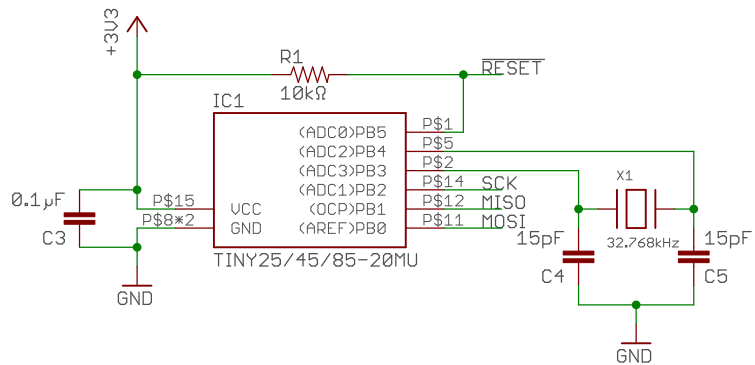 +3V3
R1
10kΩ
RESET
IC1
(ADC0)PB5 P$1
(ADC2)PB4 P$5
(ADC3)PB3 P$2
(ADC1)PB2 P$14 SCK
P$15 VCC (OCP)PB1 P$12 MISO
P$8*2 GND (AREF)PB0 P$11 MOSI
TINY25/45/85-20MU
0.1µF
C3
GND
X1
32.768kHz
15pF
C4
15pF
C5
GND